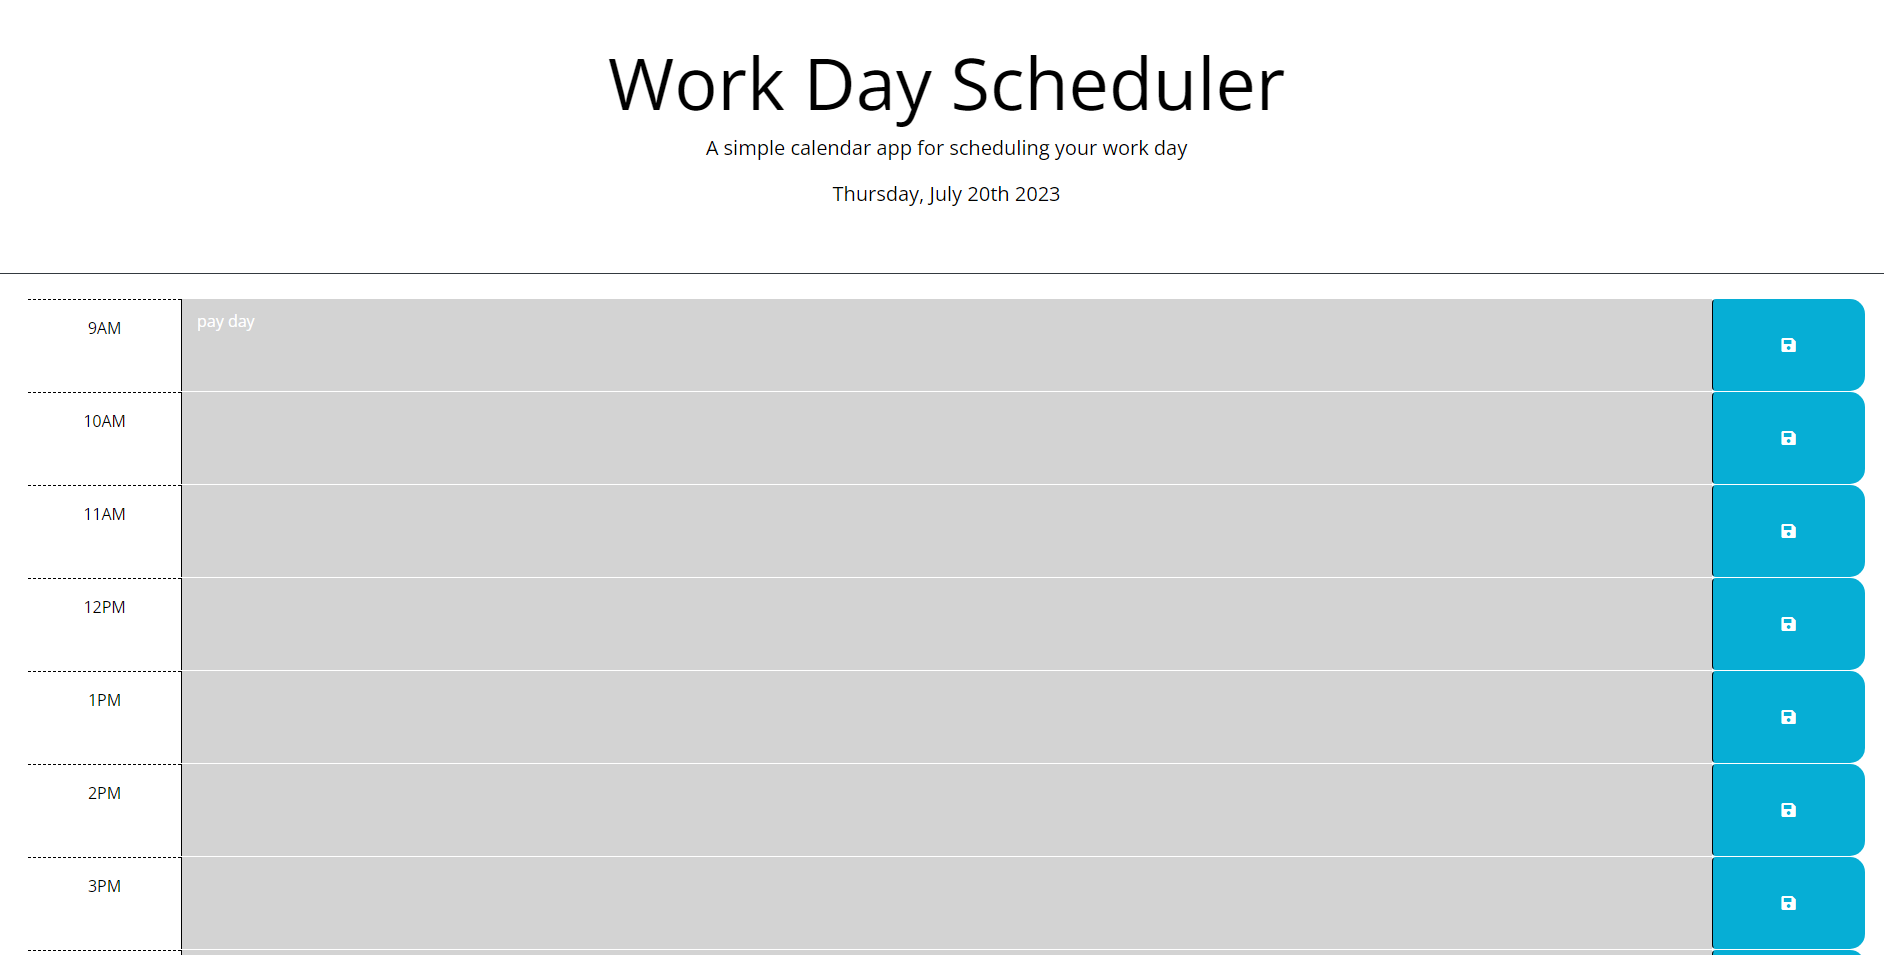 Work Day Scheduler
A simple calendar app for scheduling your work day
Thursday, July 20th 2023
9AM
pay day
10AM
11AM
12PM
1PM
2PM
3PM